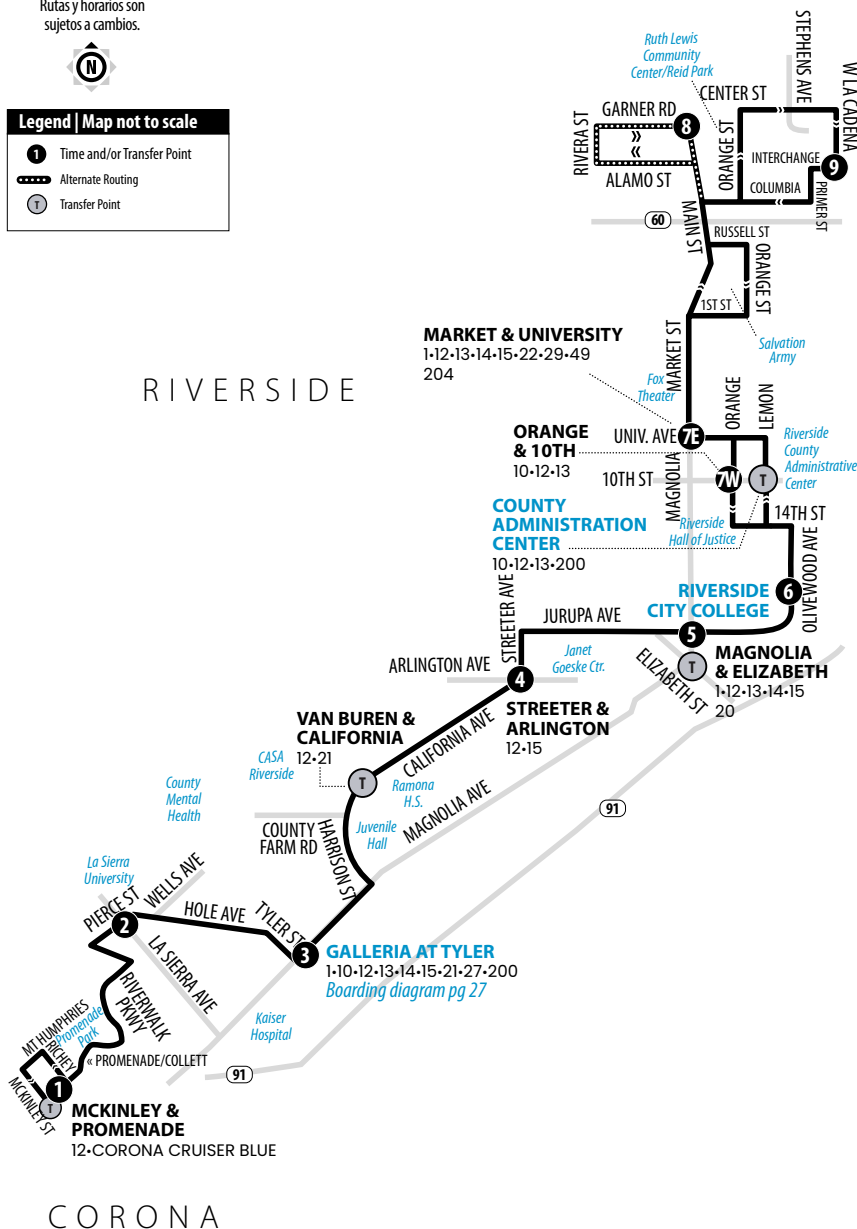 Rutas y horarios son
sujetos a cambios.
N
Legend | Map not to scale
1 Time and/or Transfer Point
Alternate Routing
T Transfer Point
Ruth Lewis
Community
Center/Reid Park
STEPHENS AVE
W LA CADENA
CENTER ST
GARNER RD
8
RIVERA ST
»
«
ALAMO ST
ORANGE ST
INTERCHANGE
9
COLUMBIA
PRIMER ST
MAIN ST
60
RUSSELL ST
ORANGE ST
1ST ST
MARKET ST
Salvation
Army
MARKET & UNIVERSITY
1•12•13•14•15•22•29•49
204
RIVERSIDE
Fox
Theater
ORANGE
LEMON
UNIV. AVE
7E
ORANGE
& 10TH
10•12•13
10TH ST
MAGNOLIA
7W
T
Riverside
County
Administrative
Center
COUNTY
ADMINISTRATION
CENTER
10•12•13•200
Riverside
Hall of Justice
14TH ST
OLIVEWOOD AVE
RIVERSIDE
CITY COLLEGE
6
STREETER AVE
JURUPA AVE
5
Janet
Goeske Ctr.
ELIZABETH ST
T
MAGNOLIA
& ELIZABETH
1•12•13•14•15
20
ARLINGTON AVE
4
STREETER &
ARLINGTON
12•15
VAN BUREN &
CALIFORNIA
12•21
CALIFORNIA AVE
CASA
Riverside
T
Ramona
H.S.
County
Mental
Health
MAGNOLIA AVE
91
COUNTY
FARM RD
HARRISON ST
Juvenile
Hall
La Sierra
University
PIERCE ST
WELLS AVE
2
HOLE AVE
TYLER ST
3
GALLERIA AT TYLER
1•10•12•13•14•15•21•27•200
Boarding diagram pg 27
LA SIERRA AVE
RIVERWALK
PKWY
Kaiser
Hospital
MT HUMPHRIES
Promenade
Park
RICHEY
« PROMENADE/COLLETT
91
MCKINLEY ST
1
T
MCKINLEY &
PROMENADE
12•CORONA CRUISER BLUE
CORONA